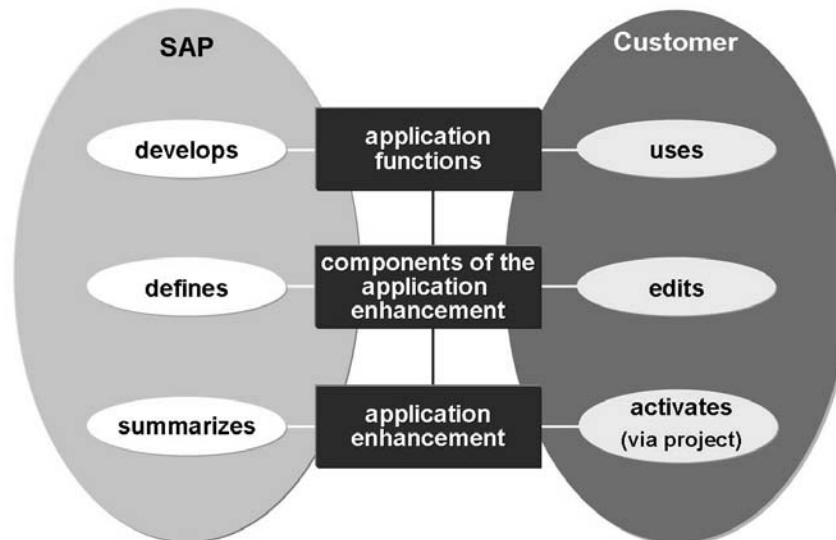 SAP
Customer
develops
application
functions
uses
defines
components of the
application
enhancement
edits
summarizes
application
enhancement
activates
(via project)